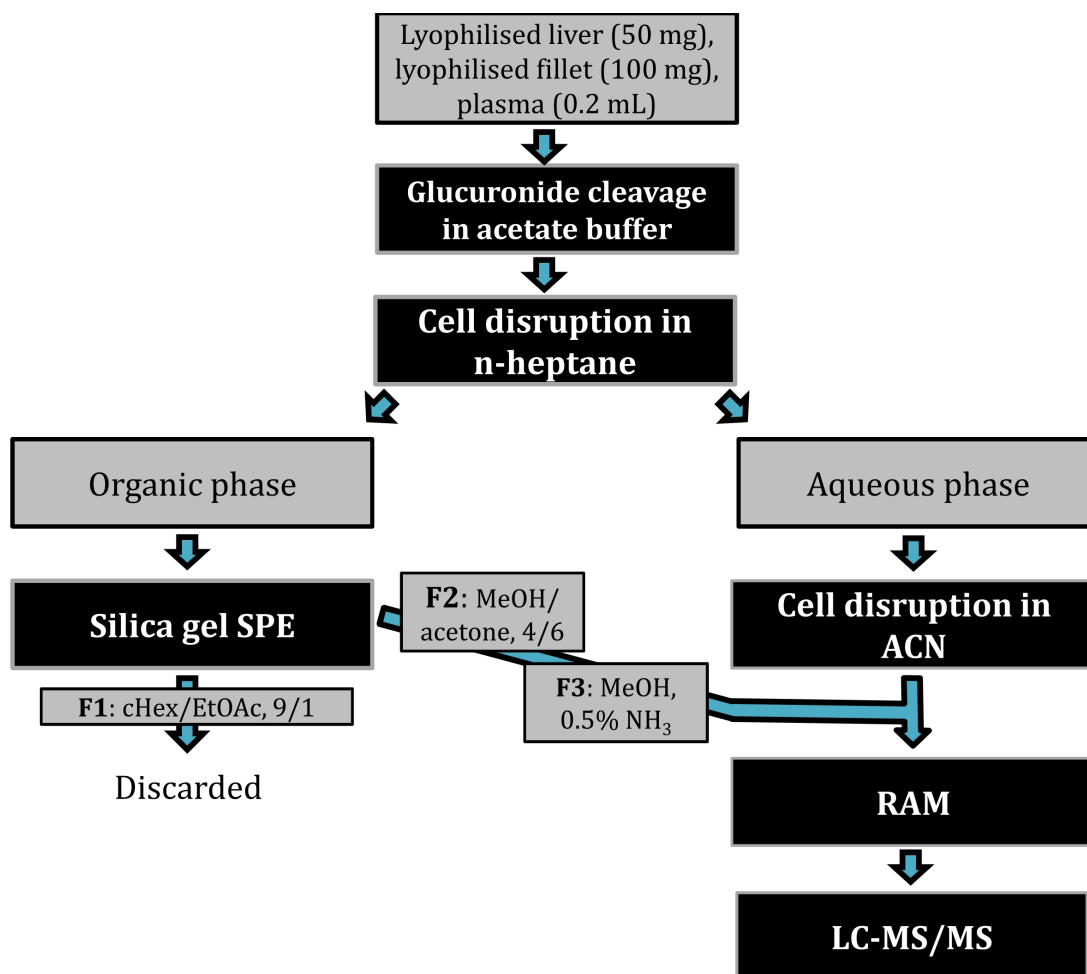 Lyophilised liver (50 mg),
lyophilised fillet (100 mg),
plasma (0.2 mL)
Glucuronide cleavage
in acetate buffer
Cell disruption in
n-heptane
Organic phase
Aqueous phase
Silica gel SPE
F2: MeOH/
acetone, 4/6
Cell disruption in
ACN
F1: cHex/EtOAc, 9/1
F3: MeOH,
0.5% NH₃
Discarded
RAM
LC-MS/MS